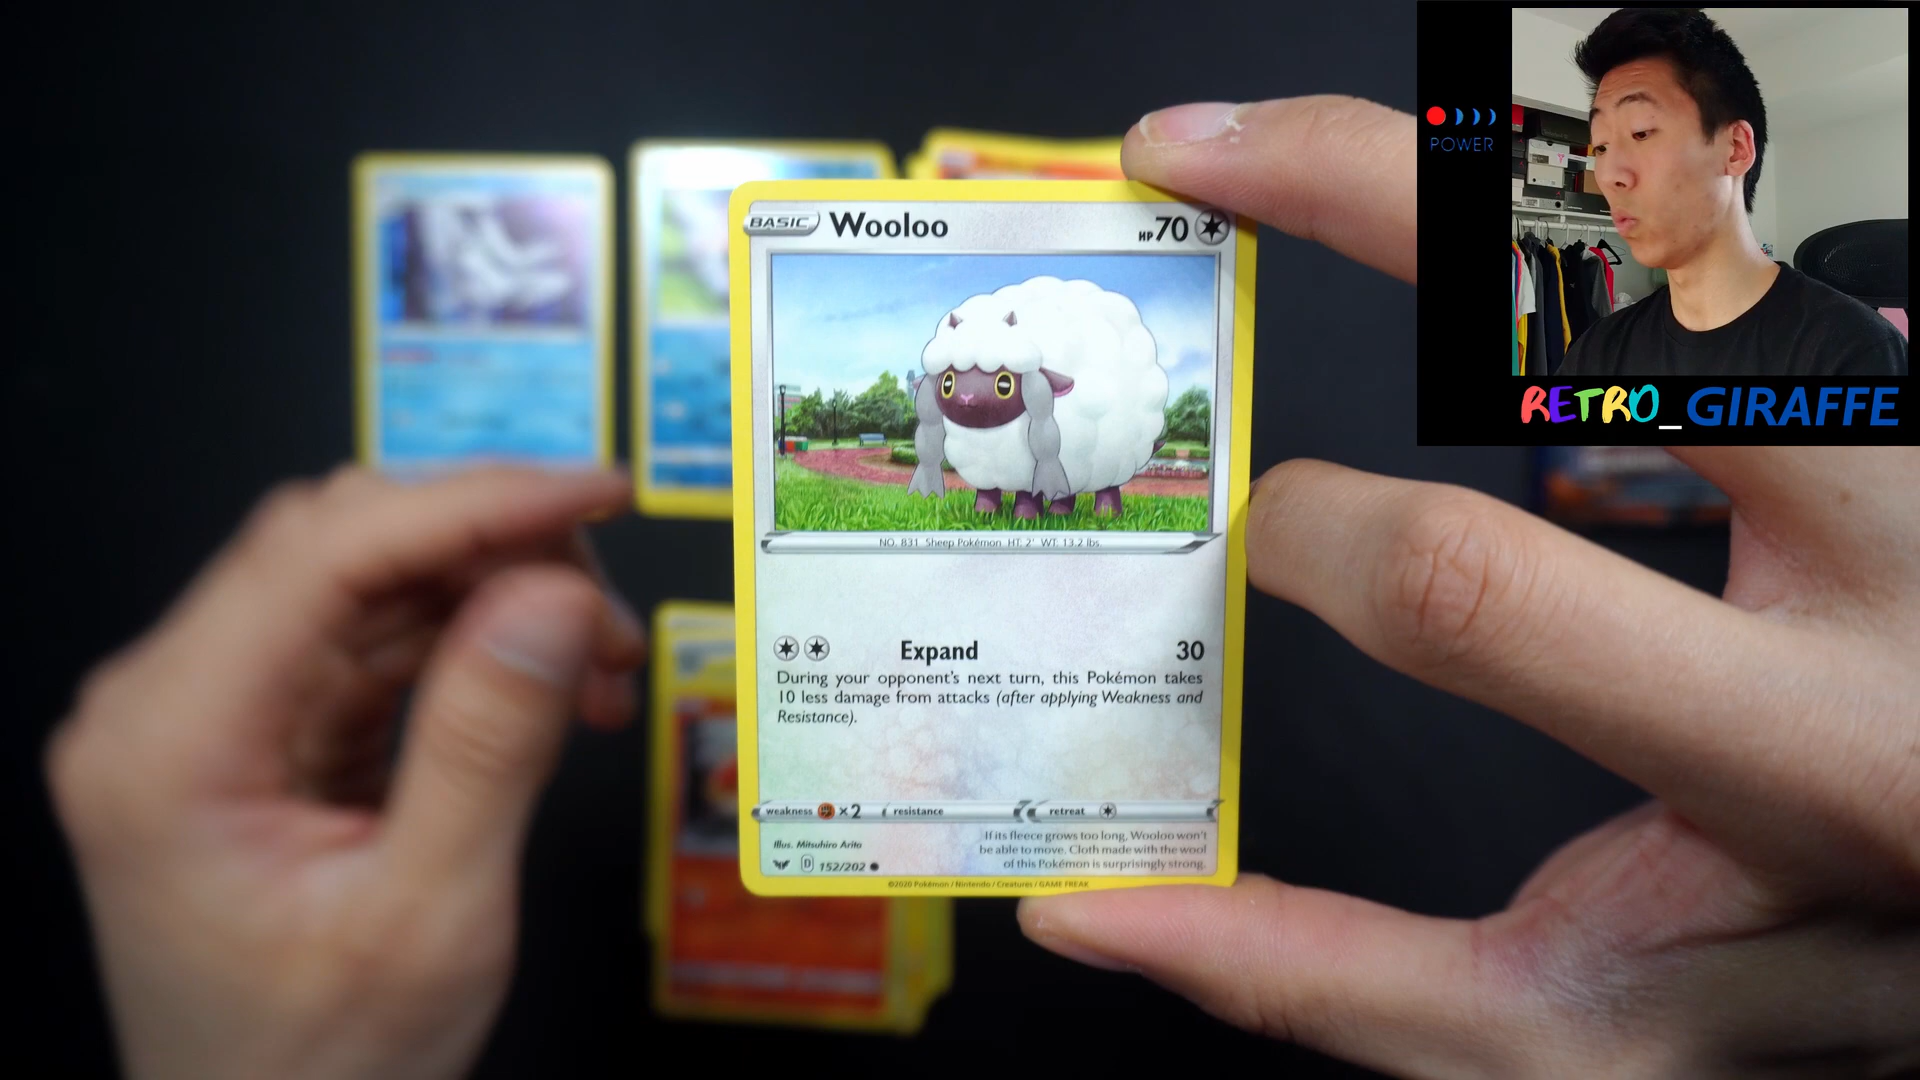 BASIC Wooloo HP 70
NO. 831 Sheep Pokémon HT: 2' WT: 13.2 lbs.
Expand 30
During your opponent's next turn, this Pokémon takes
10 less damage from attacks (after applying Weakness and
Resistance).
weakness ×2 resistance retreat
If its fleece grows too long, Wooloo won't
be able to move. Cloth made with the wool
of this Pokémon is surprisingly strong.
Illus. Mitsuhiro Arita
D 152/202
©2020 Pokémon / Nintendo / Creatures / GAME FREAK
POWER
RETRO_GIRAFFE